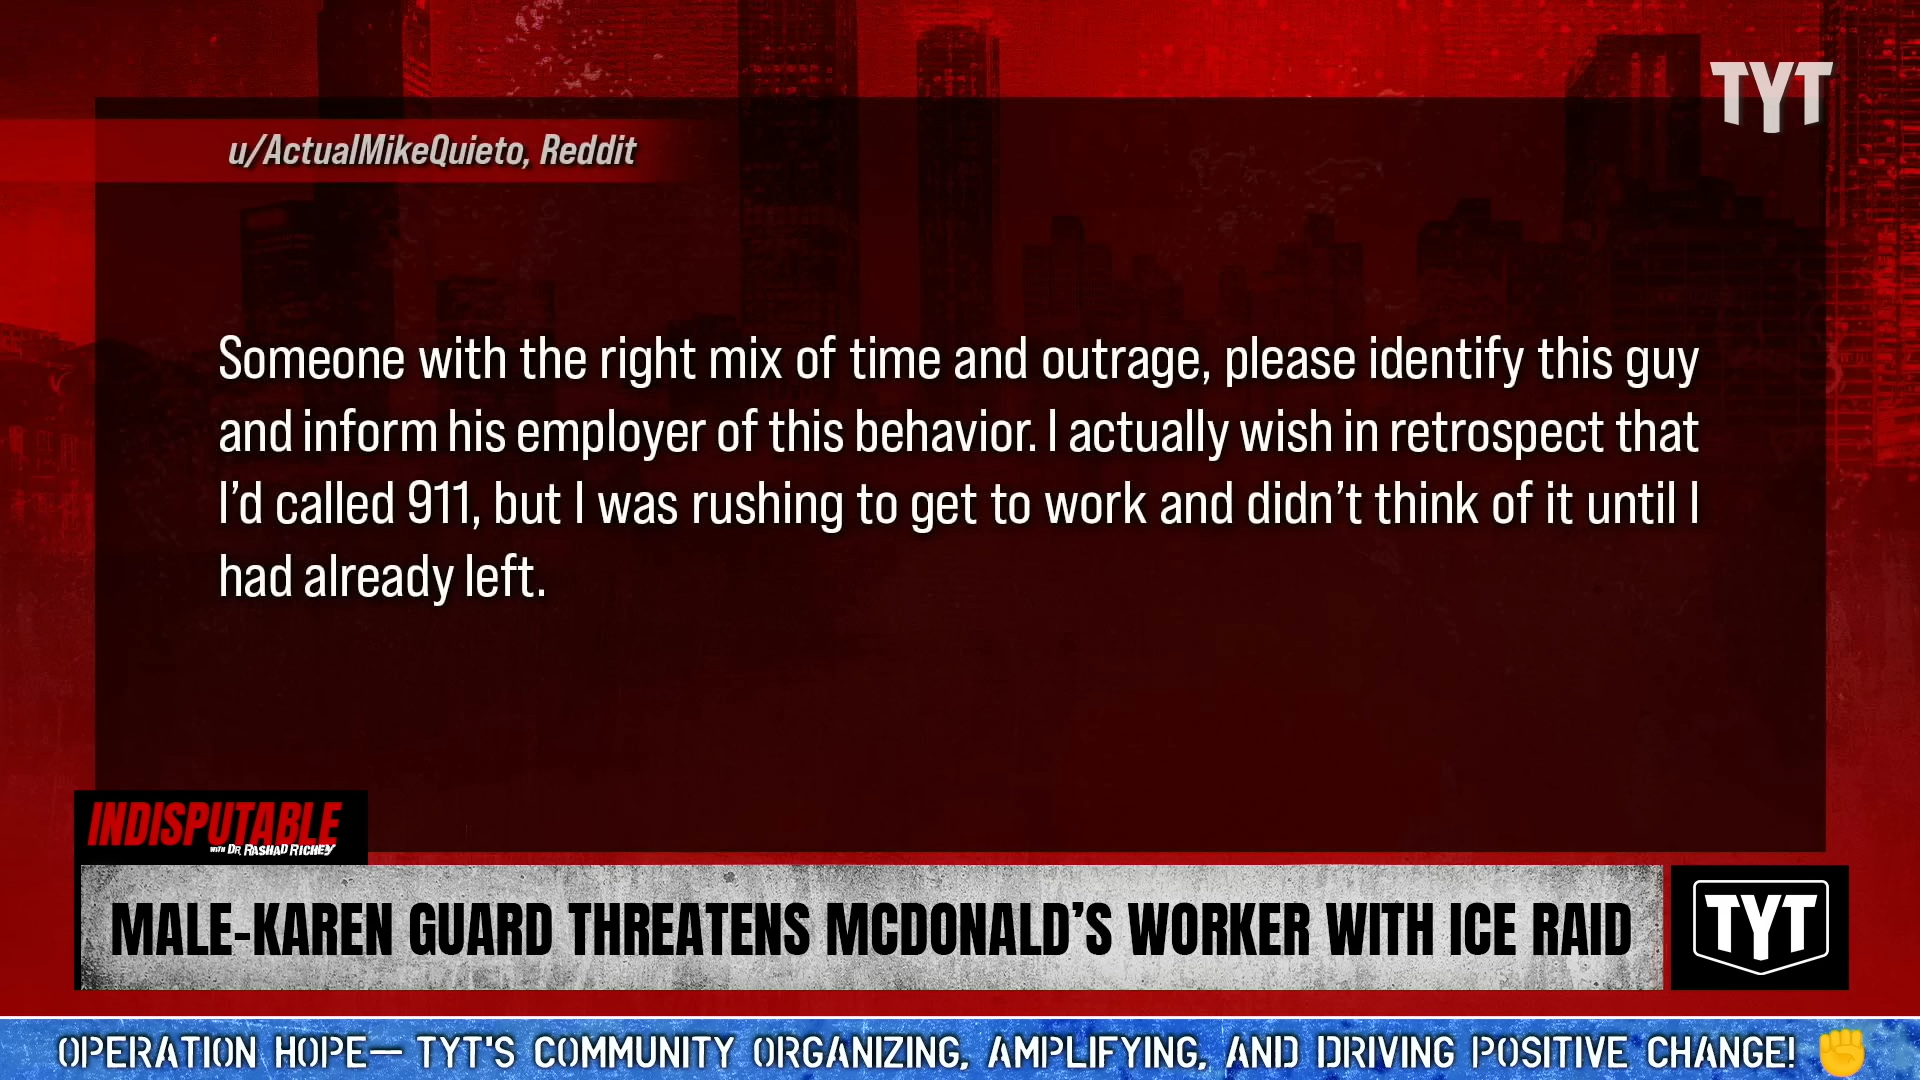 TYT
u/ActualMikeQuieto, Reddit
Someone with the right mix of time and outrage, please identify this guy
and inform his employer of this behavior. I actually wish in retrospect that
I’d called 911, but I was rushing to get to work and didn’t think of it until I
had already left.
INDISPUTABLE
WITH DR RASHAD RICHEY
MALE-KAREN GUARD THREATENS MCDONALD’S WORKER WITH ICE RAID
TYT
OPERATION HOPE— TYT'S COMMUNITY ORGANIZING, AMPLIFYING, AND DRIVING POSITIVE CHANGE! ✊